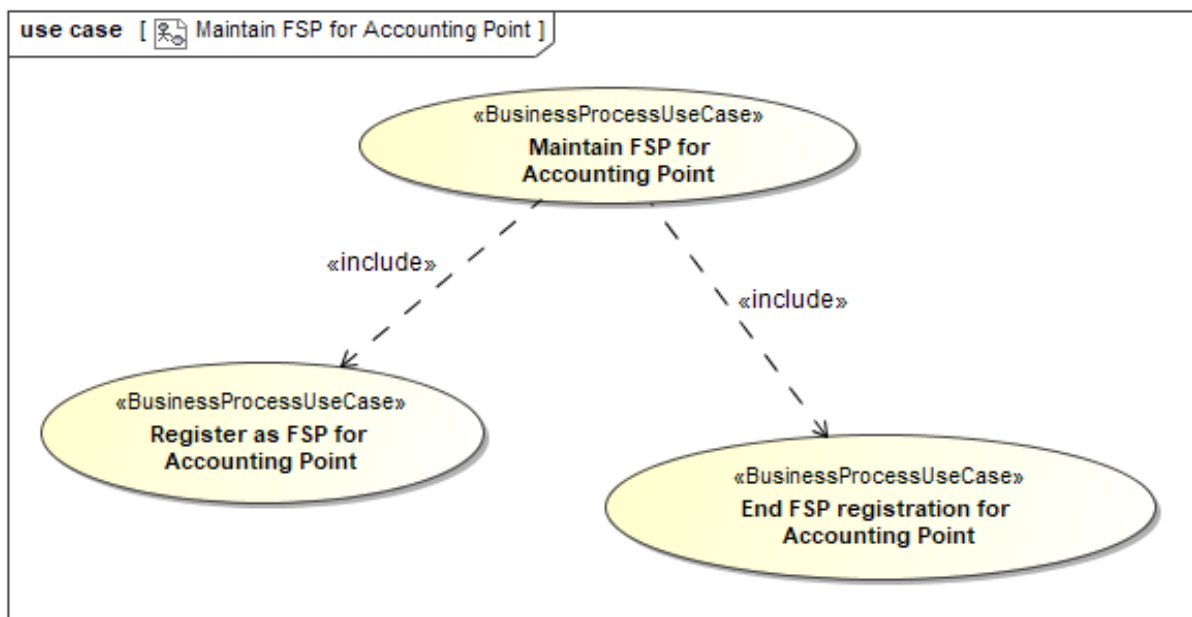 use case [ Maintain FSP for Accounting Point ]
«BusinessProcessUseCase»
Maintain FSP for
Accounting Point
«include»
«include»
«BusinessProcessUseCase»
Register as FSP for
Accounting Point
«BusinessProcessUseCase»
End FSP registration for
Accounting Point